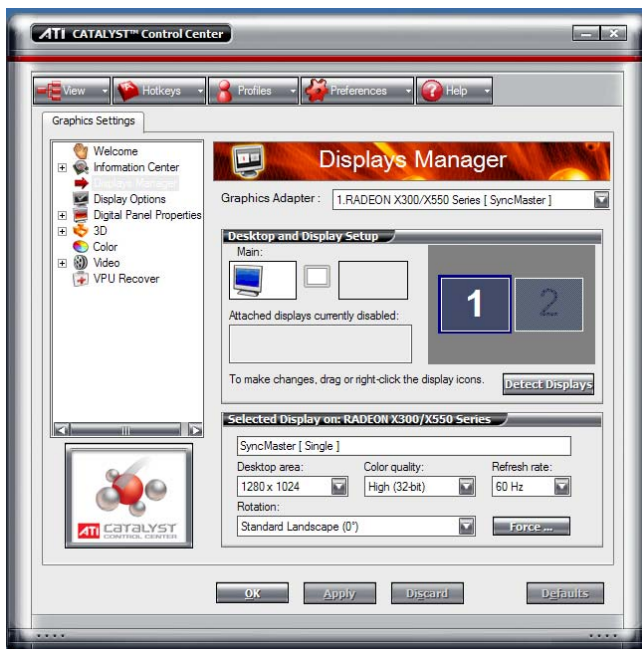 ATI CATALYST™ Control Center
View
Hotkeys
Profiles
Preferences
Help
Graphics Settings
Welcome
Information Center
Displays Manager
Display Options
Digital Panel Properties
3D
Color
Video
VPU Recover
ATI CATALYST
CONTROL CENTER
Displays Manager
Graphics Adapter : 1.RADEON X300/X550 Series [ SyncMaster ]
Desktop and Display Setup
Main:
1 2
Attached displays currently disabled:
To make changes, drag or right-click the display icons.
Detect Displays
Selected Display on: RADEON X300/X550 Series
SyncMaster [ Single ]
Desktop area: Color quality: Refresh rate:
1280 x 1024 High (32-bit) 60 Hz
Rotation:
Standard Landscape (0°) Force ...
OK Apply Discard Defaults